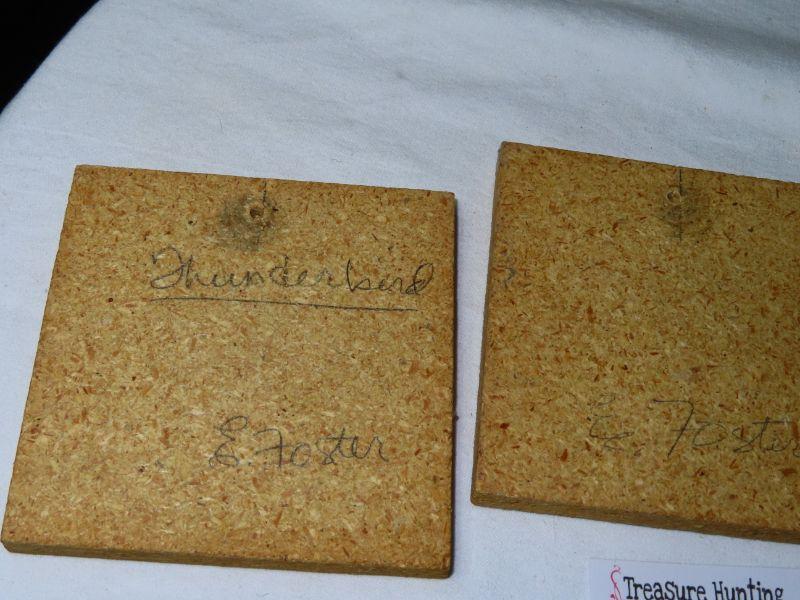 Thunderbird
E. Foster
E. Foster
Treasure Hunting